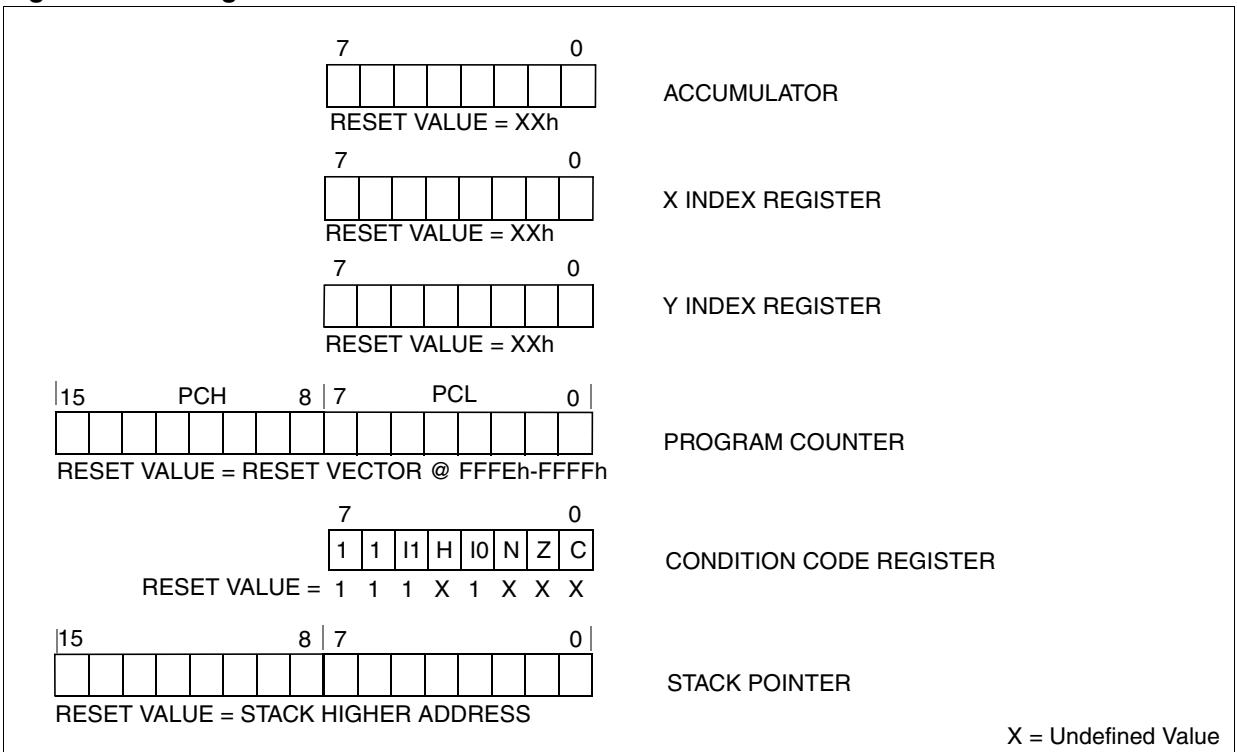 7 0
ACCUMULATOR
RESET VALUE = XXh
7 0
X INDEX REGISTER
RESET VALUE = XXh
7 0
Y INDEX REGISTER
RESET VALUE = XXh
15 PCH 8 7 PCL 0
PROGRAM COUNTER
RESET VALUE = RESET VECTOR @ FFFEh-FFFFh
7 0
1 1 I1 H I0 N Z C
CONDITION CODE REGISTER
RESET VALUE = 1 1 1 X 1 X X X
15 8 7 0
STACK POINTER
RESET VALUE = STACK HIGHER ADDRESS
X = Undefined Value